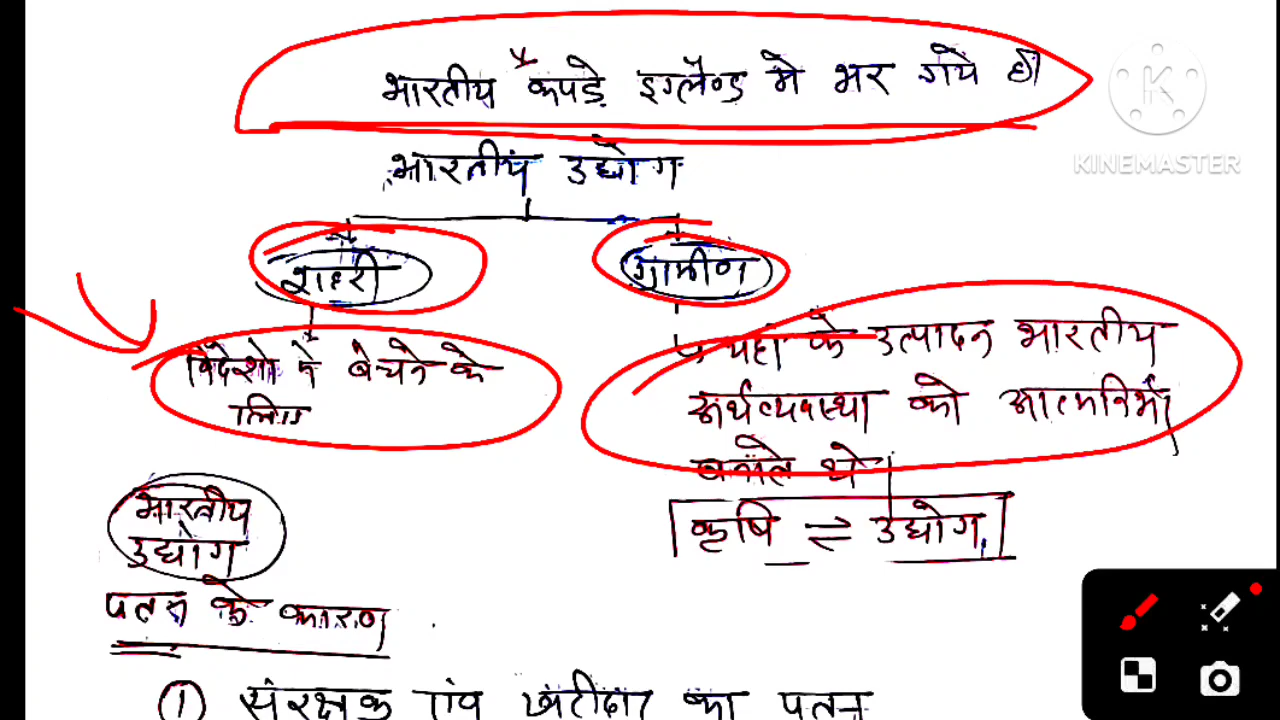 भारतीय कपडे इग्लैण्ड मे भर गये हो
K
KINEMASTER
भारतीय उद्योग
शहरी
ग्रामीण
विदेशो मे बेचने के
लिए
यहां के उत्पादन भारतीय
अर्थव्यवस्था को आत्मनिर्भर
बनाते थे।
कृषि ⇌ उद्योग
भारतीय
उद्योग
पतन के कारण
① संरक्षक एंव खरीदार का पतन